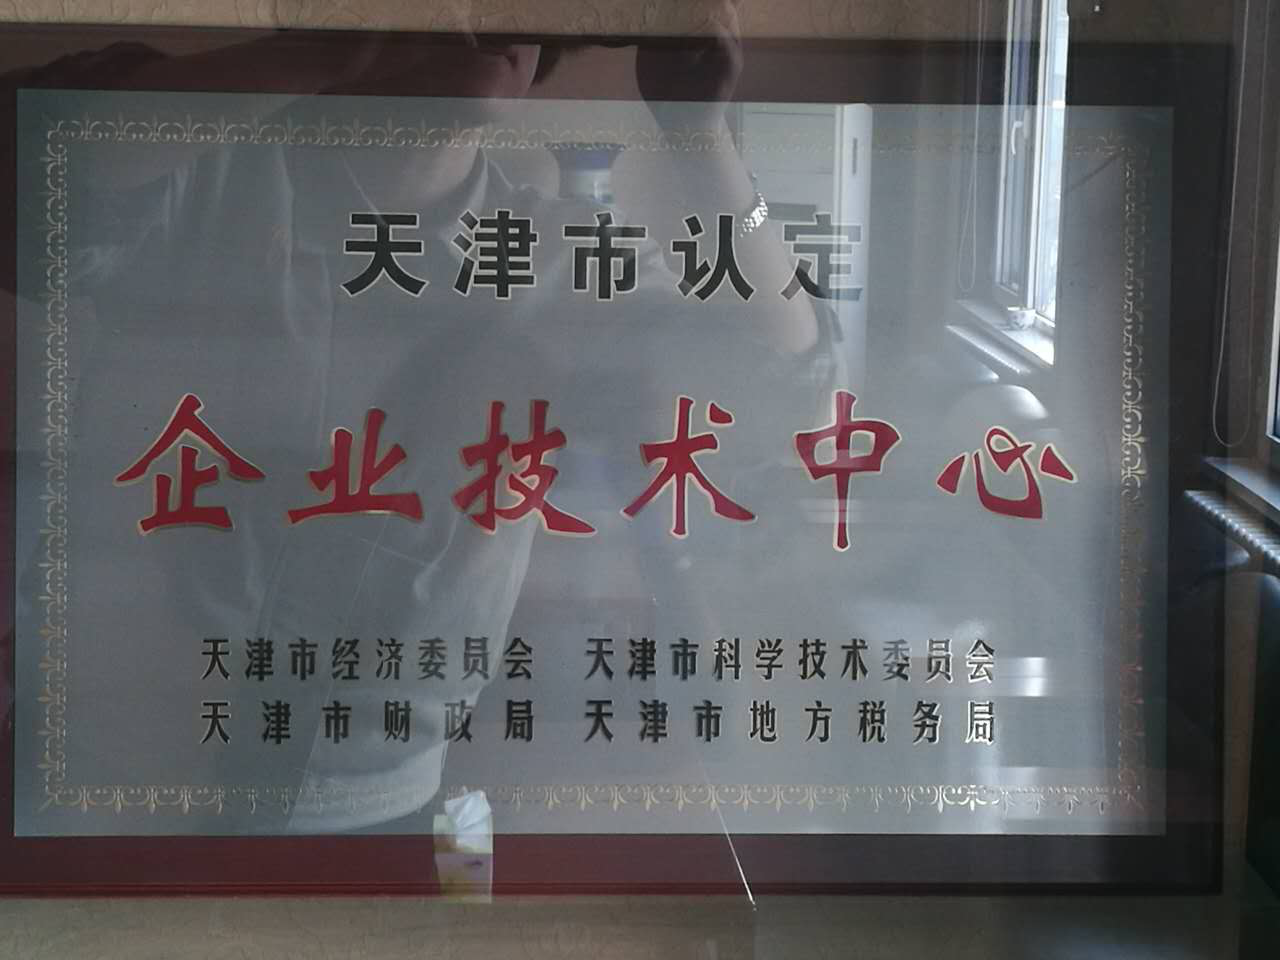 天津市认定
企业技术中心
天津市经济委员会 天津市科学技术委员会
天津市财政局 天津市地方税务局